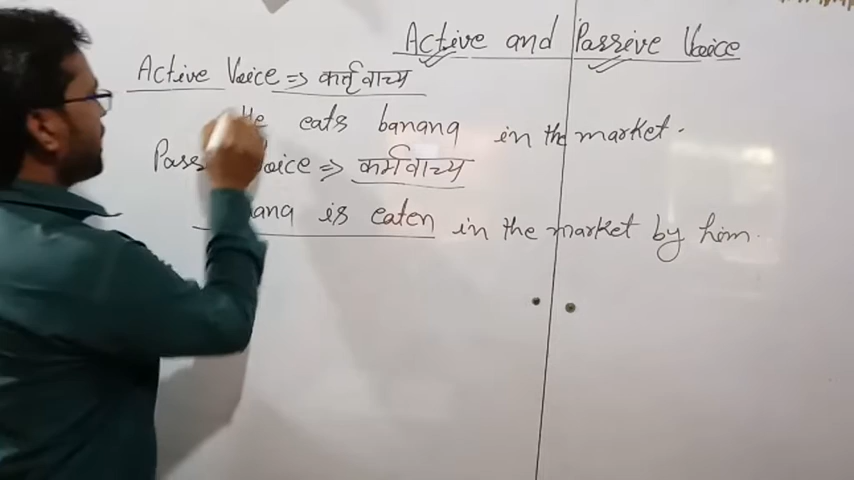 Active and Passive Voice
Active Voice => कर्तृवाच्य
He eats banana in the market.
Pass oice => कर्मवाच्य
ana is eaten in the market by him.